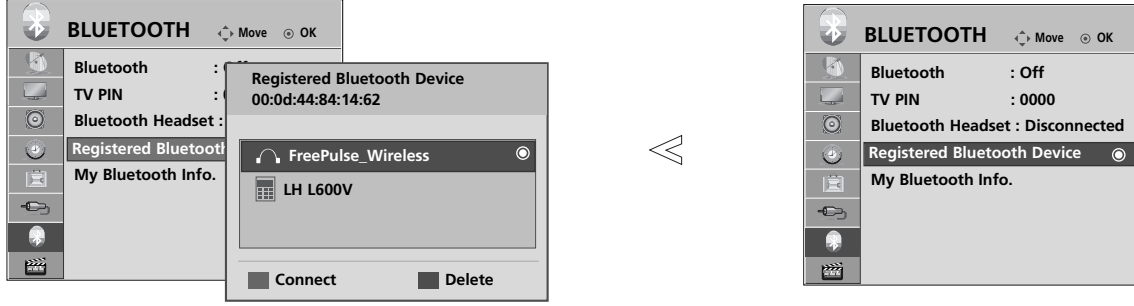 BLUETOOTH Move OK
Bluetooth :
TV PIN :
Bluetooth Headset :
Registered Bluetooth
My Bluetooth Info.
Registered Bluetooth Device
00:0d:44:84:14:62
FreePulse_Wireless
LH L600V
Connect Delete
BLUETOOTH Move OK
Bluetooth : Off
TV PIN : 0000
Bluetooth Headset : Disconnected
Registered Bluetooth Device
My Bluetooth Info.